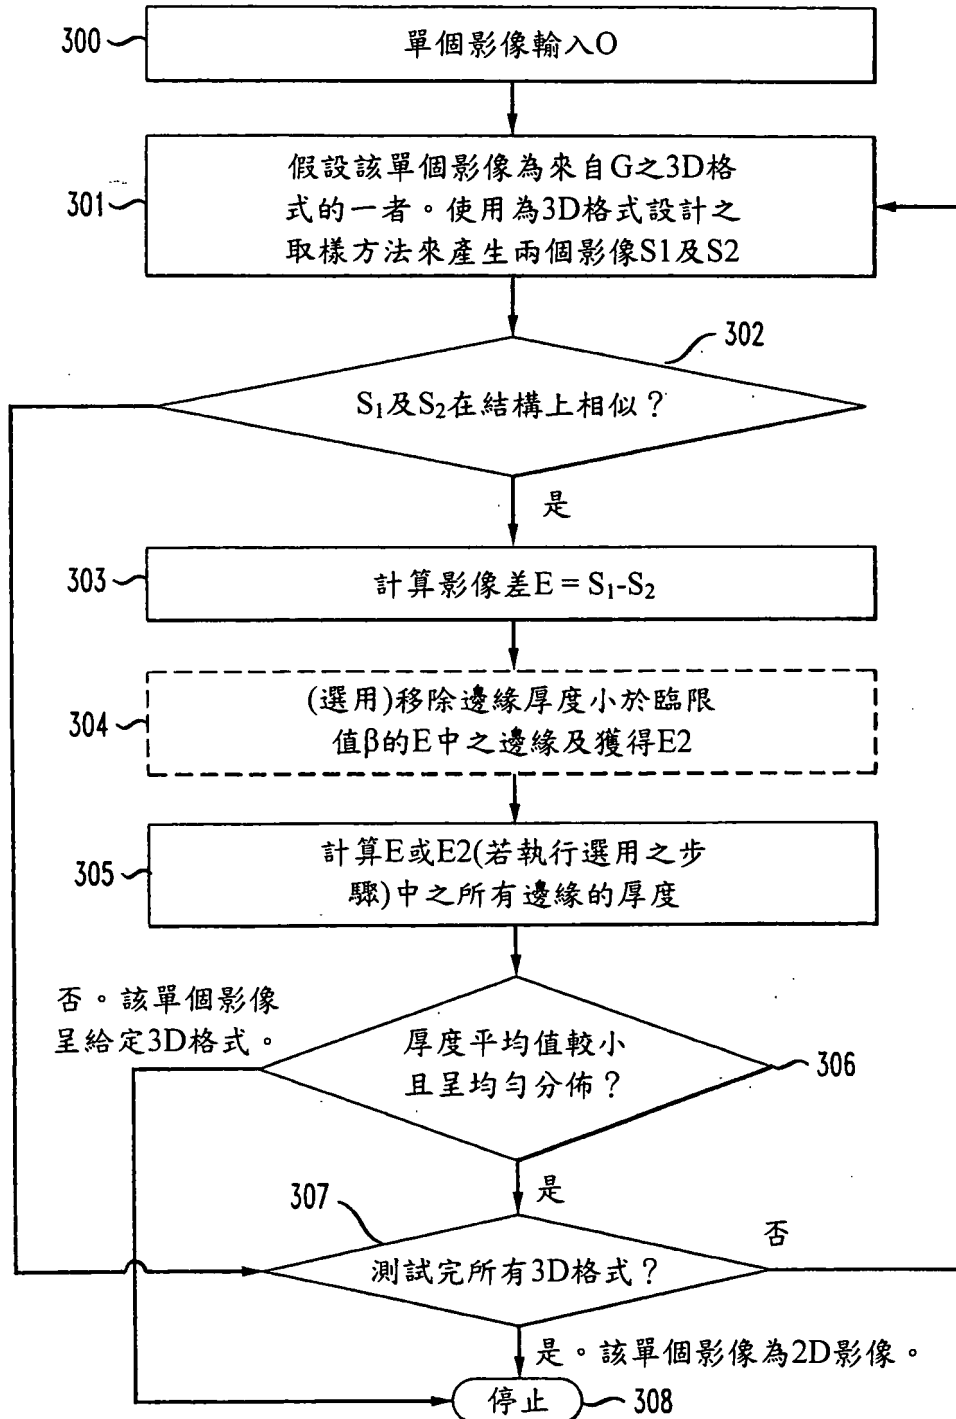 300
單個影像輸入O
301
假設該單個影像為來自G之3D格
式的一者。使用為3D格式設計之
取樣方法來產生兩個影像S1及S2
302
S₁及S₂在結構上相似？
是
303
計算影像差E = S₁-S₂
304
(選用)移除邊緣厚度小於臨限
值β的E中之邊緣及獲得E2
305
計算E或E2(若執行選用之步
驟)中之所有邊緣的厚度
否。該單個影像
呈給定3D格式。
厚度平均值較小
且呈均勻分佈？
306
是
307
測試完所有3D格式？
否
是。該單個影像為2D影像。
停止
308